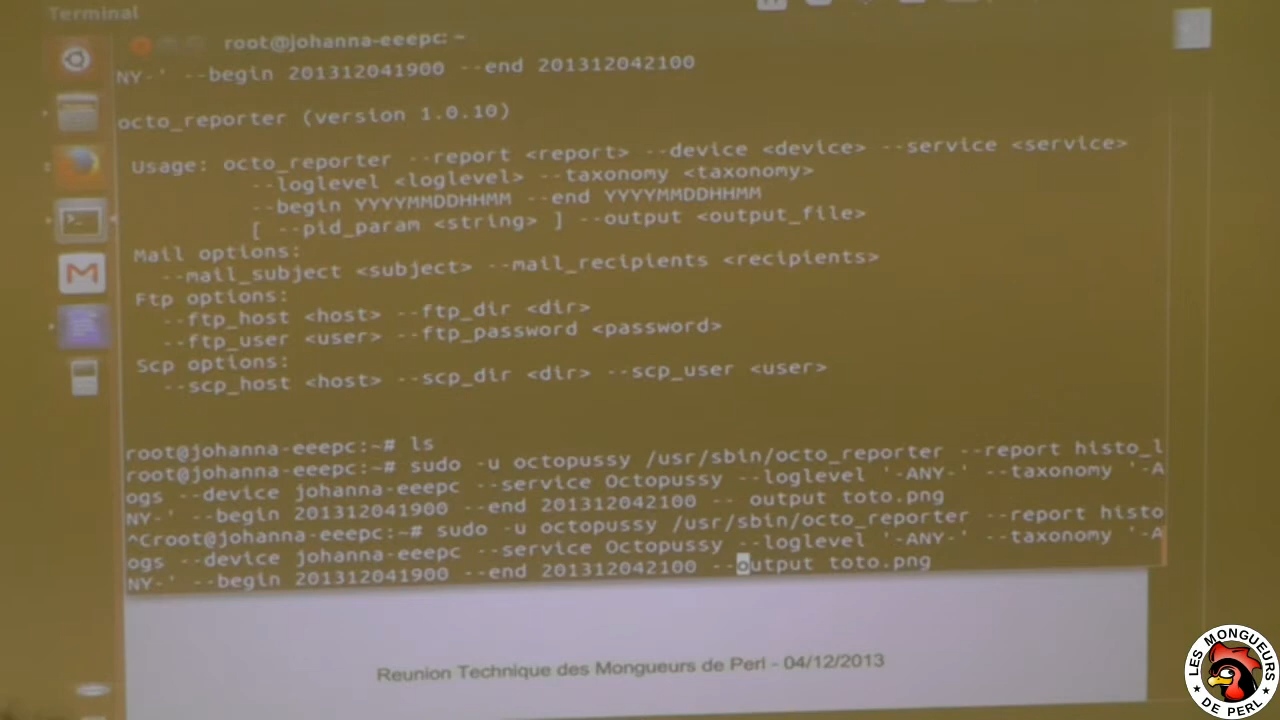 Terminal
root@johanna-eeepc: ~
NY-' --begin 201312041900 --end 201312042100
octo_reporter (version 1.0.10)
Usage: octo_reporter --report <report> --device <device> --service <service>
--loglevel <loglevel> --taxonomy <taxonomy>
--begin YYYYMMDDHHMM --end YYYYMMDDHHMM
[ --pid_param <string> ] --output <output_file>
Mail options:
--mail_subject <subject> --mail_recipients <recipients>
Ftp options:
--ftp_host <host> --ftp_dir <dir>
--ftp_user <user> --ftp_password <password>
Scp options:
--scp_host <host> --scp_dir <dir> --scp_user <user>
root@johanna-eeepc:~# ls
root@johanna-eeepc:~# sudo -u octopussy /usr/sbin/octo_reporter --report histo_l
ogs --device johanna-eeepc --service Octopussy --loglevel '-ANY-' --taxonomy '-A
NY-' --begin 201312041900 --end 201312042100 -- output toto.png
^Croot@johanna-eeepc:~# sudo -u octopussy /usr/sbin/octo_reporter --report histo
ogs --device johanna-eeepc --service Octopussy --loglevel '-ANY-' --taxonomy '-A
NY-' --begin 201312041900 --end 201312042100 --output toto.png
Reunion Technique des Mongueurs de Perl - 04/12/2013
LES MONGUEURS
DE PERL